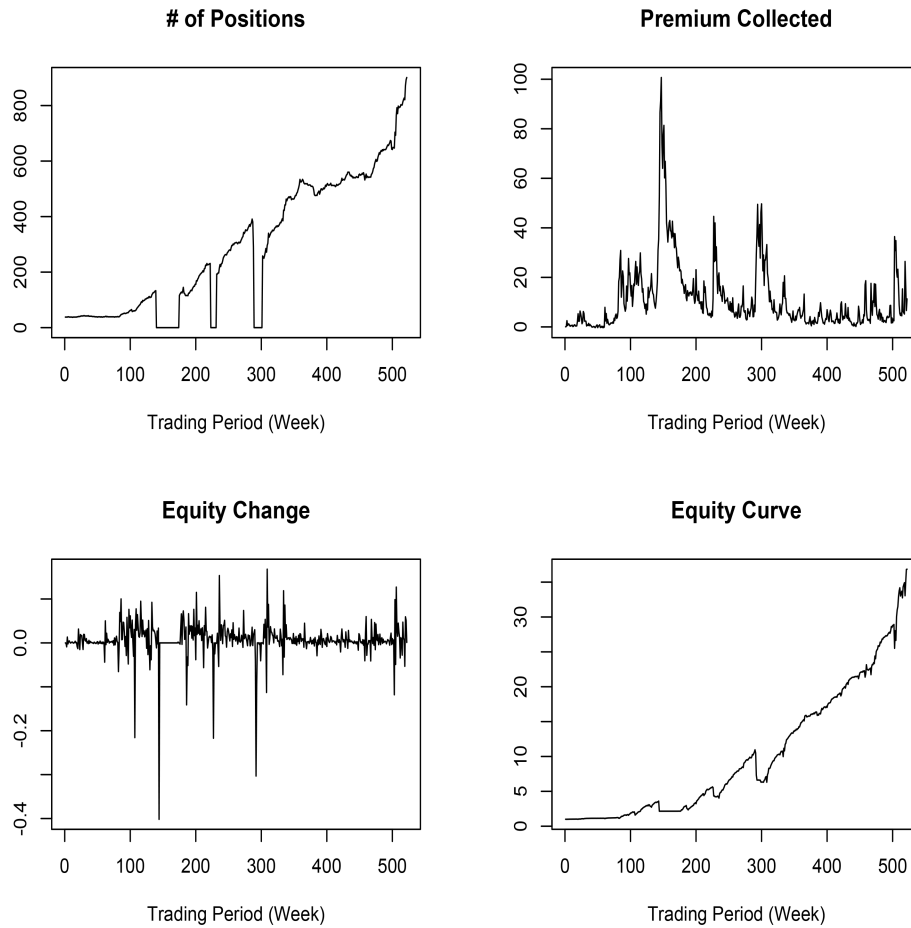 # of Positions
800
600
400
200
0
0 100 200 300 400 500
Trading Period (Week)
Premium Collected
100
80
60
40
20
0
0 100 200 300 400 500
Trading Period (Week)
Equity Change
0.0
-0.2
-0.4
0 100 200 300 400 500
Trading Period (Week)
Equity Curve
30
20
10
5
0
0 100 200 300 400 500
Trading Period (Week)